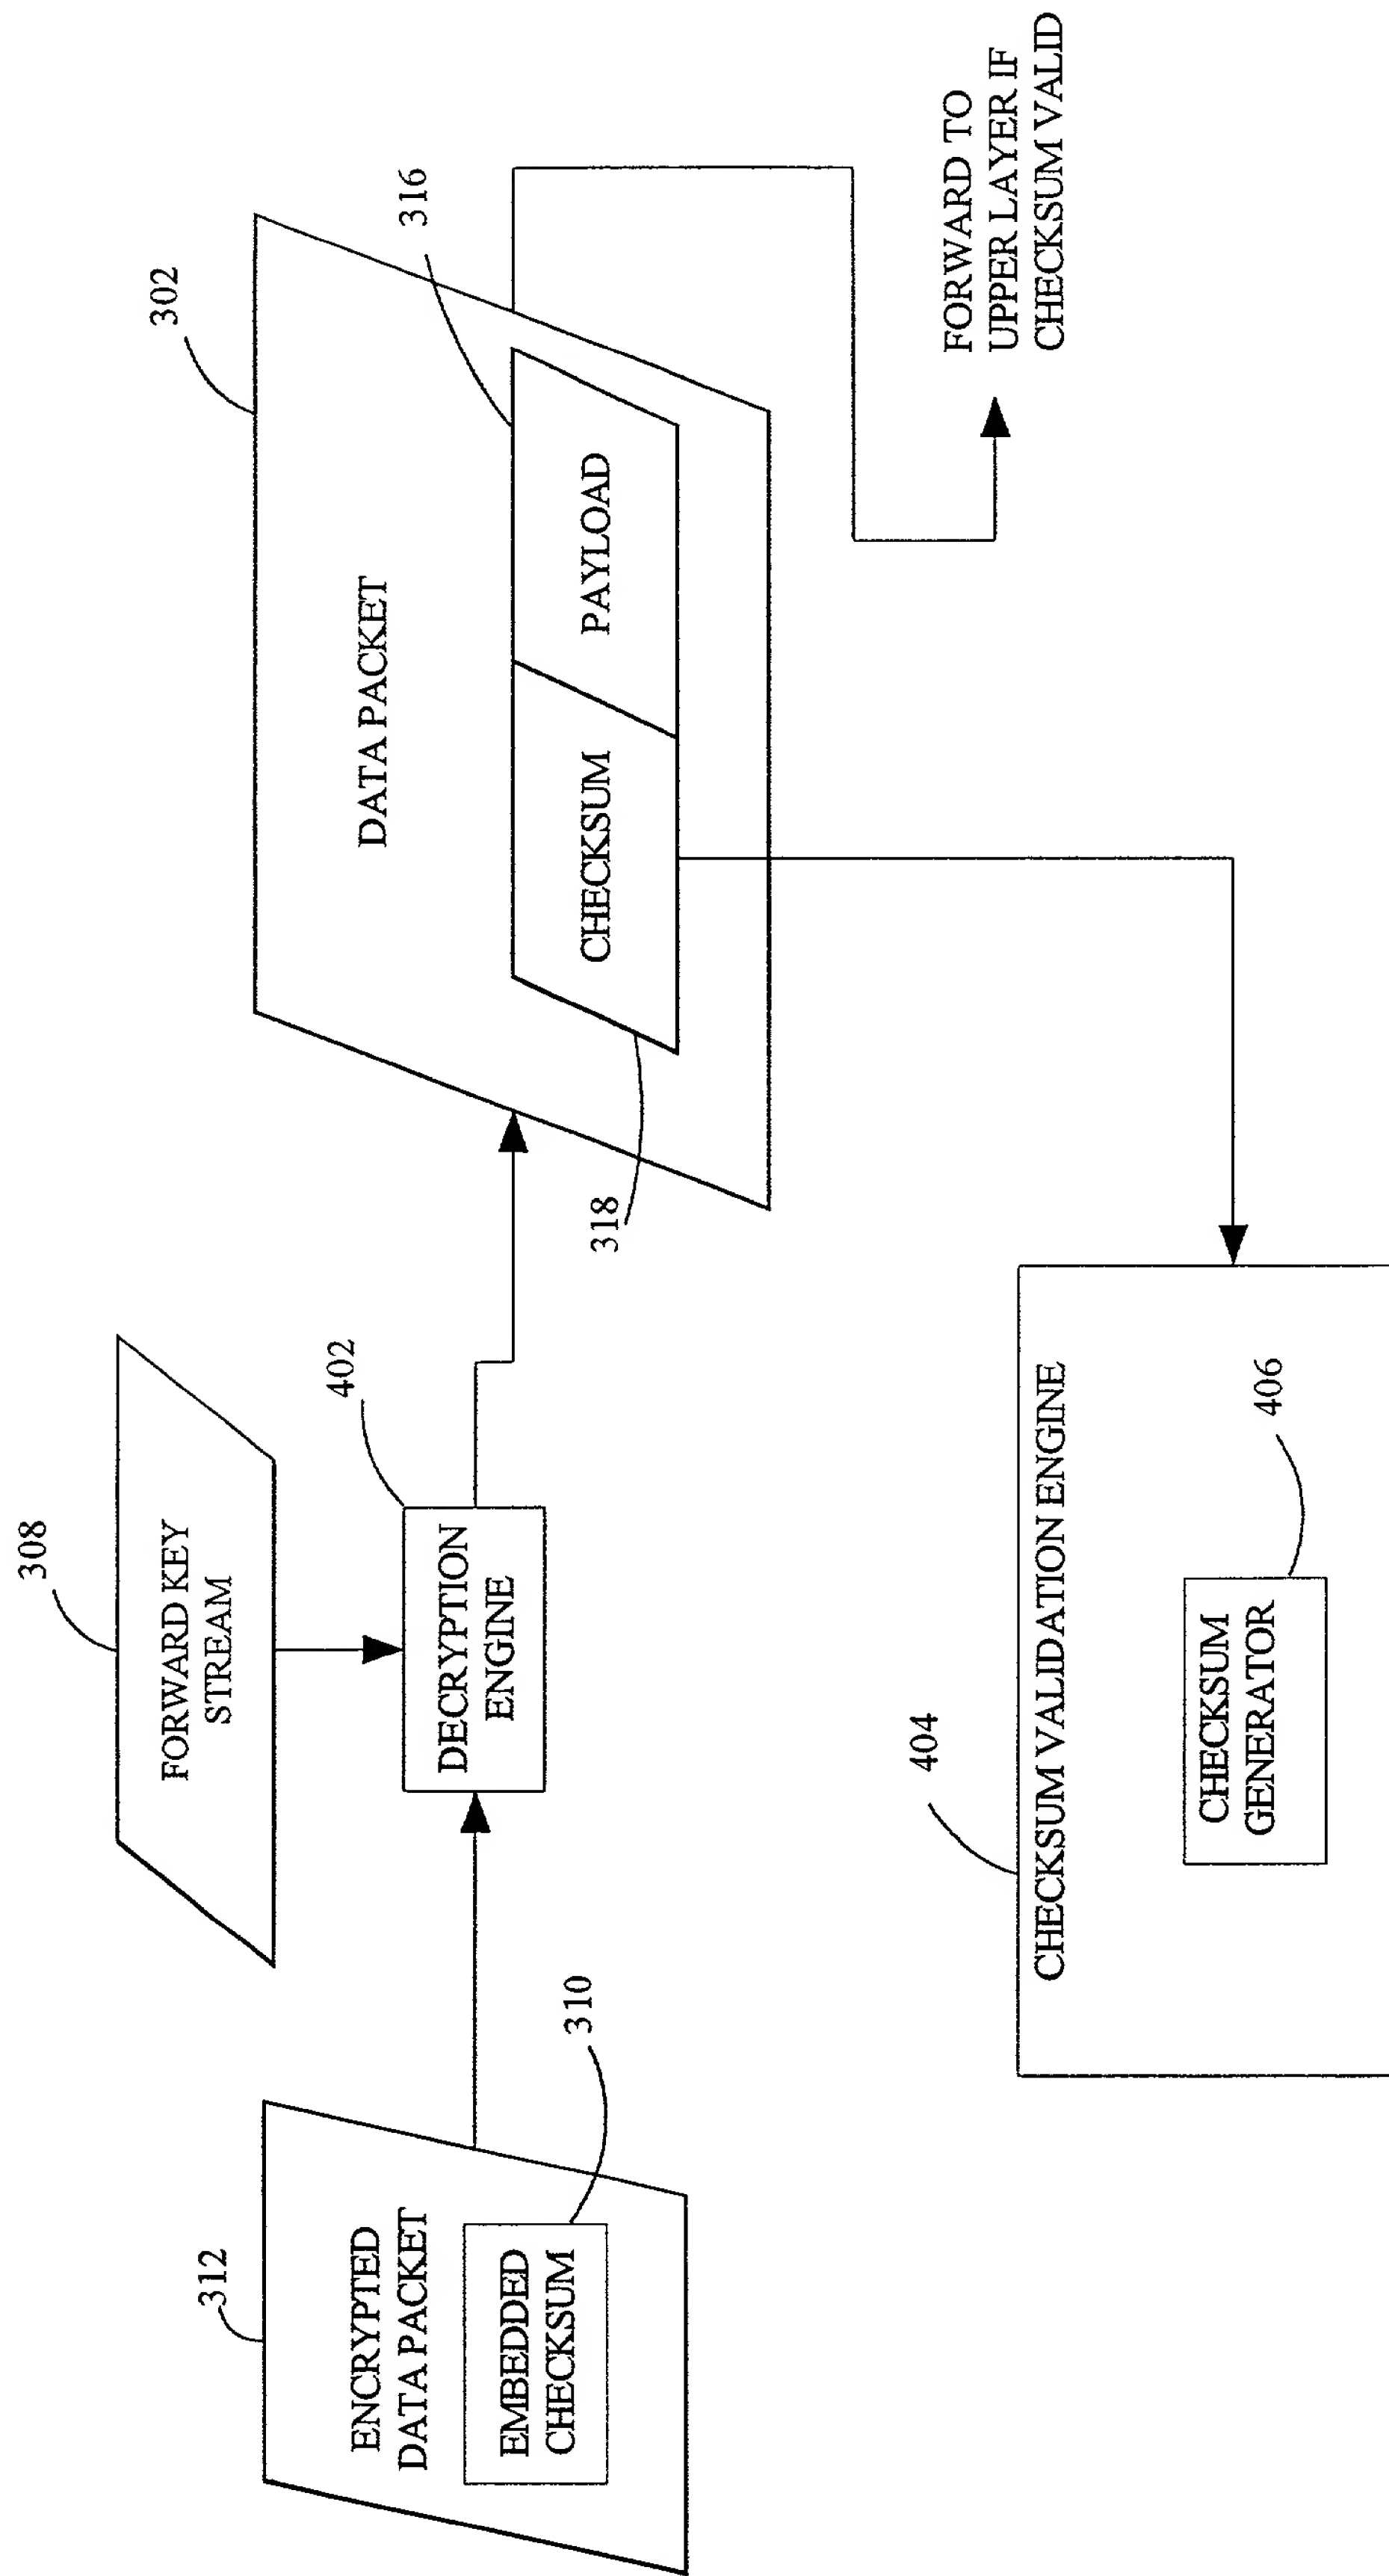 308
FORWARD KEY
STREAM
312
ENCRYPTED
DATA PACKET
EMBEDDED
CHECKSUM
310
402
DECRYPTION
ENGINE
302
DATA PACKET
316
CHECKSUM
PAYLOAD
318
404
CHECKSUM VALIDATION ENGINE
CHECKSUM
GENERATOR
406
FORWARD TO
UPPER LAYER IF
CHECKSUM VALID